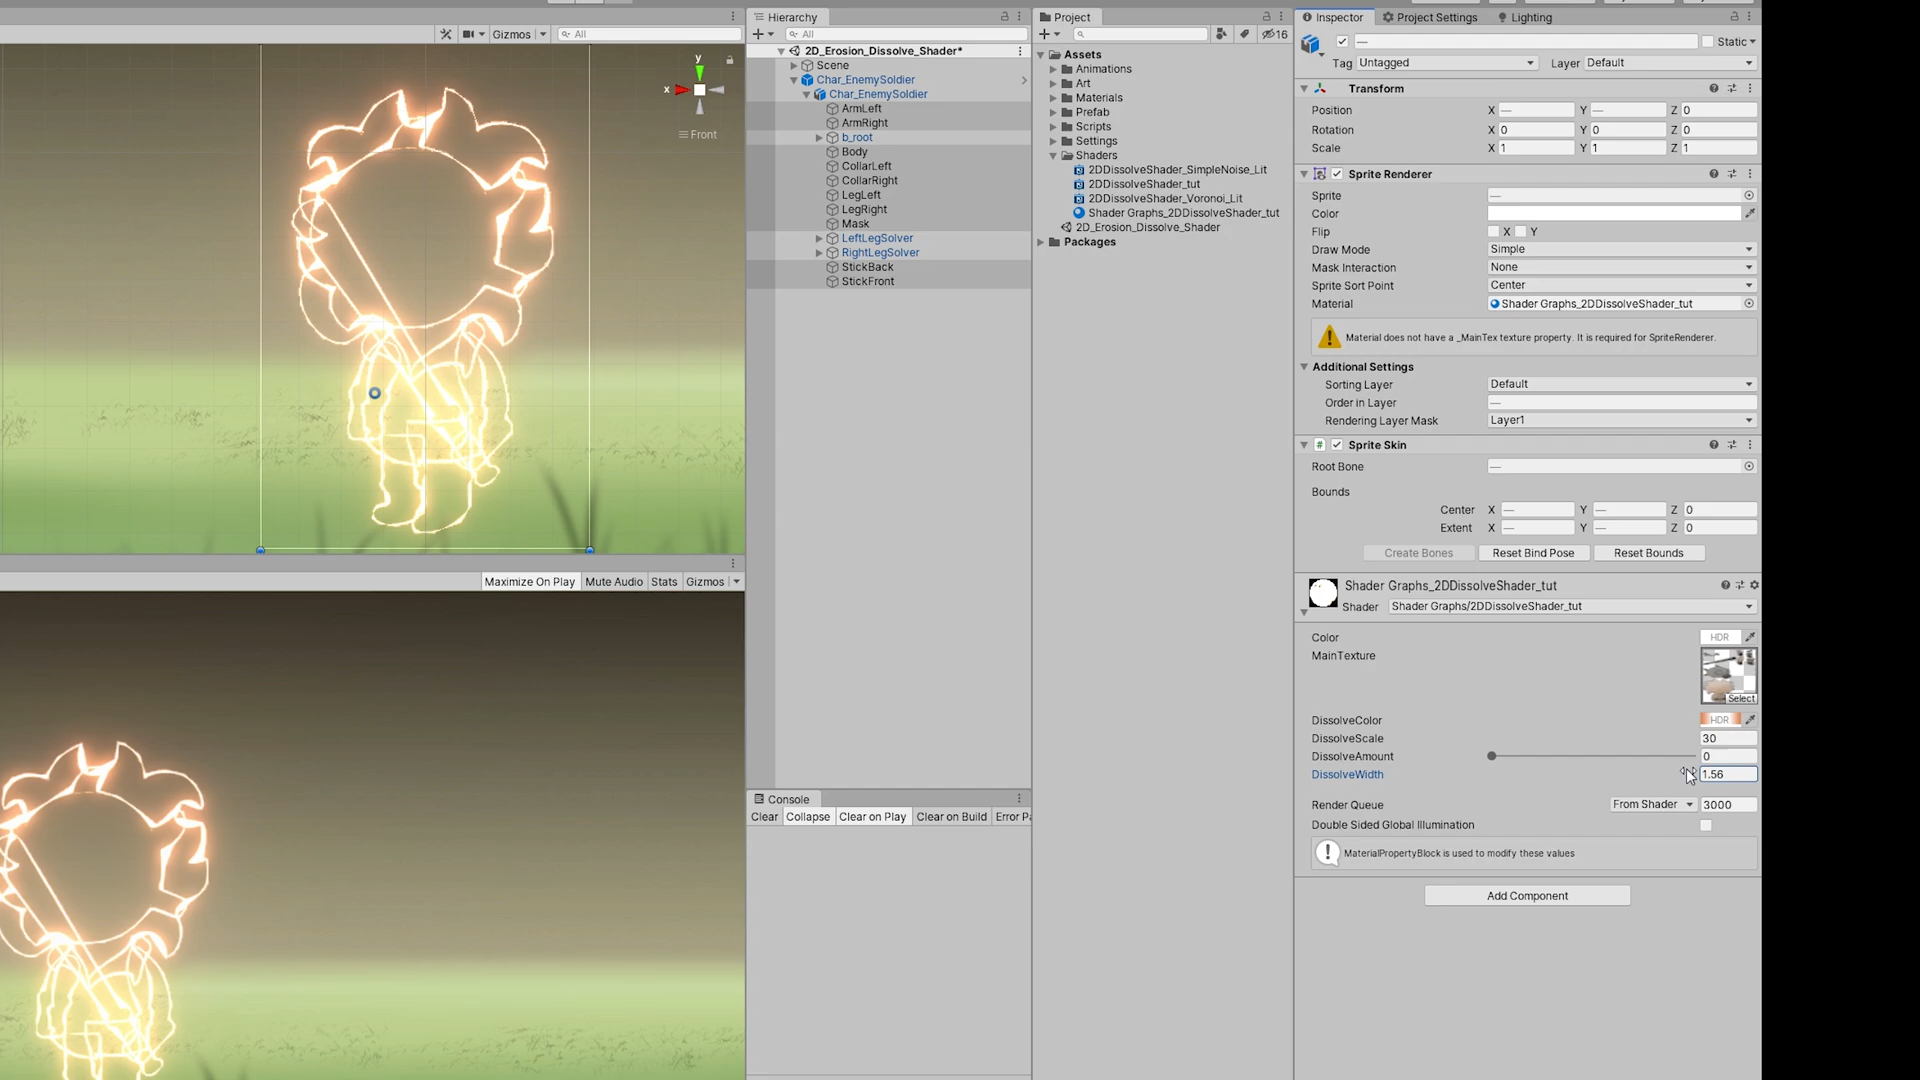 Gizmos
All
y
x
Front
Maximize On Play
Mute Audio
Stats
Gizmos
Hierarchy
All
2D_Erosion_Dissolve_Shader*
Scene
Char_EnemySoldier
Char_EnemySoldier
ArmLeft
ArmRight
b_root
Body
CollarLeft
CollarRight
LegLeft
LegRight
Mask
LeftLegSolver
RightLegSolver
StickBack
StickFront
Console
Clear
Collapse
Clear on Play
Clear on Build
Error Pa
Project
16
Assets
Animations
Art
Materials
Prefab
Scripts
Settings
Shaders
2DDissolveShader_SimpleNoise_Lit
2DDissolveShader_tut
2DDissolveShader_Voronoi_Lit
Shader Graphs_2DDissolveShader_tut
2D_Erosion_Dissolve_Shader
Packages
Inspector
Project Settings
Lighting
—
Static
Tag Untagged
Layer Default
Transform
Position X — Y — Z 0
Rotation X 0 Y 0 Z 0
Scale X 1 Y 1 Z 1
Sprite Renderer
Sprite —
Color
Flip X Y
Draw Mode Simple
Mask Interaction None
Sprite Sort Point Center
Material Shader Graphs_2DDissolveShader_tut
Material does not have a _MainTex texture property. It is required for SpriteRenderer.
Additional Settings
Sorting Layer Default
Order in Layer —
Rendering Layer Mask Layer1
Sprite Skin
Root Bone —
Bounds
Center X — Y — Z 0
Extent X — Y — Z 0
Create Bones
Reset Bind Pose
Reset Bounds
Shader Graphs_2DDissolveShader_tut
Shader Shader Graphs/2DDissolveShader_tut
Color HDR
MainTexture
Select
DissolveColor HDR
DissolveScale 30
DissolveAmount 0
DissolveWidth 1.56
Render Queue From Shader 3000
Double Sided Global Illumination
MaterialPropertyBlock is used to modify these values
Add Component